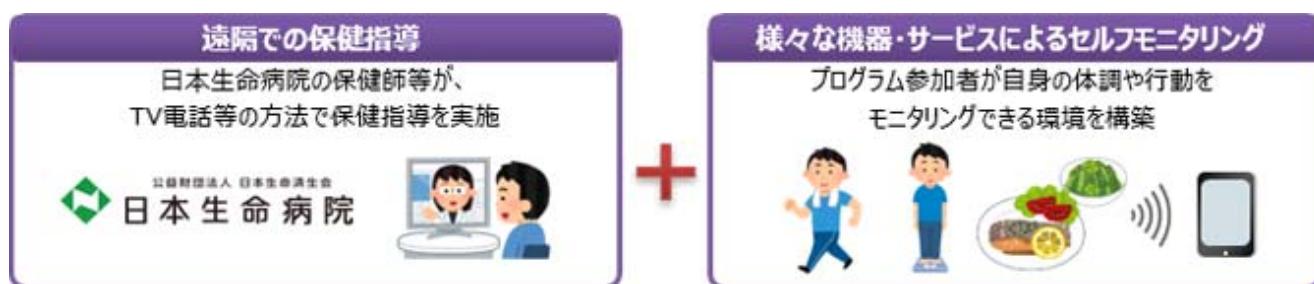 遠隔での保健指導
日本生命病院の保健師等が、
TV電話等の方法で保健指導を実施
公益財団法人 日本生命済生会
日本生命病院
様々な機器・サービスによるセルフモニタリング
プログラム参加者が自身の体調や行動を
モニタリングできる環境を構築